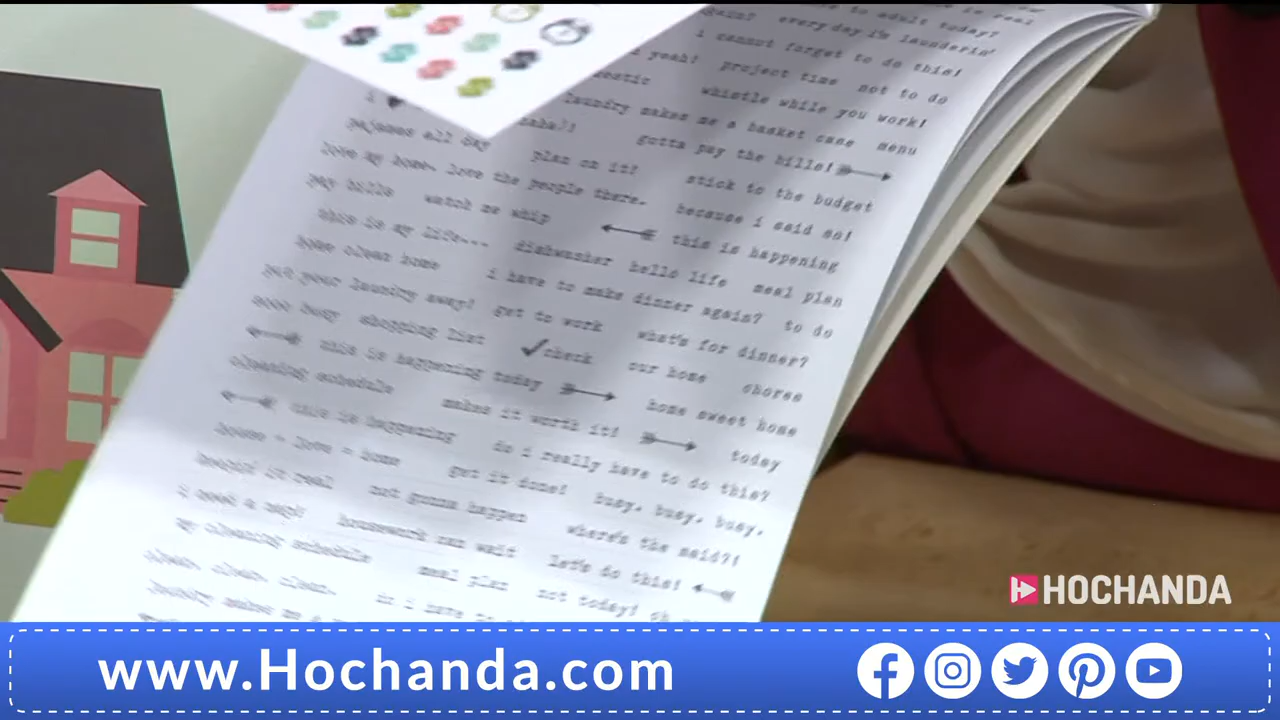 to adult today?
again? every day i'm launderin'
i cannot forget to do this!
yeah! project time not to do
whistle while you work!
laundry makes me a basket case menu
gotta pay the bills!
pajamas all day plan on it! stick to the budget
love my home- love the people there. because i said so!
pay bills watch me whip this is happening
this is my life--- dishwasher hello life meal plan
home clean home i have to make dinner again? to do
put your laundry away! get to work what's for dinner?
shopping list check our home chores
this is happening today home sweet home
cleaning schedule makes it worth it! today
this is happening do i really have to do this?
house + love = home get it done! busy, busy, busy,
keepin' it real not gonna happen where's the maid?!
i need a nap! housework can wait let's do this!
my cleaning schedule meal plan not today! oh
clean clean clean.
HOCHANDA
www.Hochanda.com